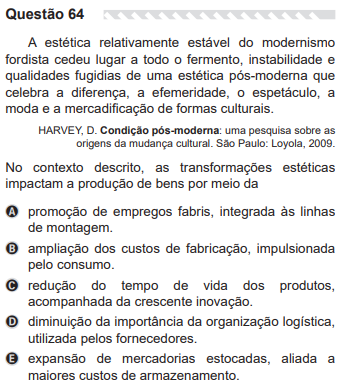 Questão 64
A estética relativamente estável do modernismo
fordista cedeu lugar a todo o fermento, instabilidade e
qualidades fugidias de uma estética pós-moderna que
celebra a diferença, a efemeridade, o espetáculo, a
moda e a mercadificação de formas culturais.
HARVEY, D. Condição pós-moderna: uma pesquisa sobre as
origens da mudança cultural. São Paulo: Loyola, 2009.
No contexto descrito, as transformações estéticas
impactam a produção de bens por meio da
A promoção de empregos fabris, integrada às linhas
de montagem.
B ampliação dos custos de fabricação, impulsionada
pelo consumo.
C redução do tempo de vida dos produtos,
acompanhada da crescente inovação.
D diminuição da importância da organização logística,
utilizada pelos fornecedores.
E expansão de mercadorias estocadas, aliada a
maiores custos de armazenamento.